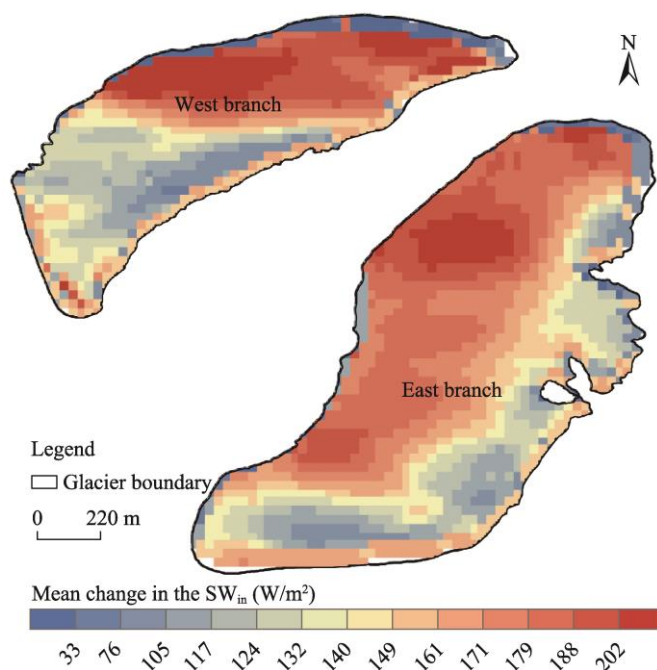 N
West branch
East branch
Legend
Glacier boundary
0 220 m
Mean change in the SWin (W/m²)
33 76 105 117 124 132 140 149 161 171 179 188 202